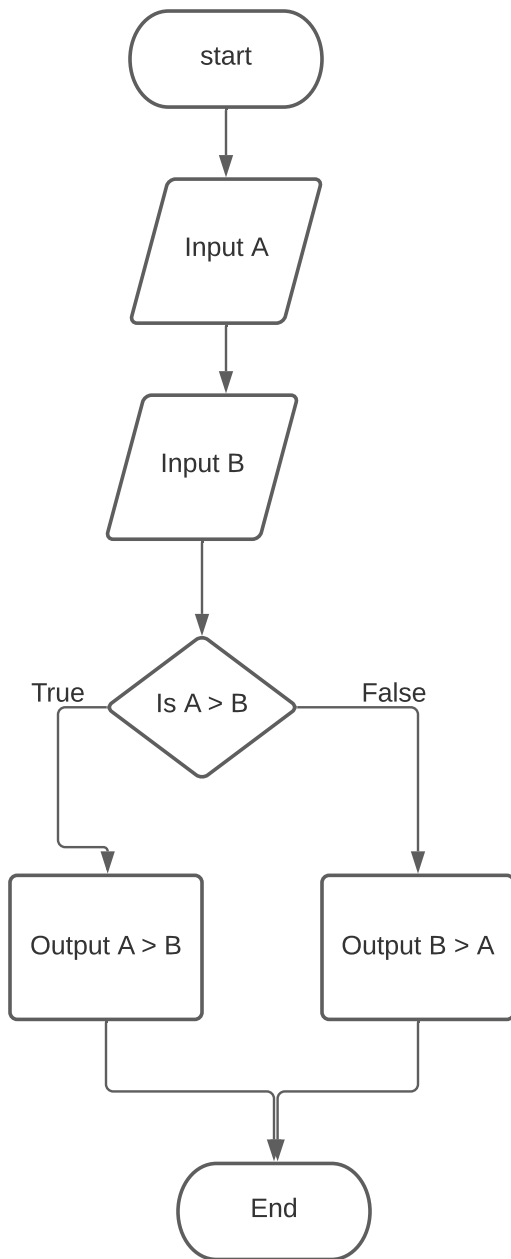 start
Input A
Input B
Is A > B
True
False
Output A > B
Output B > A
End